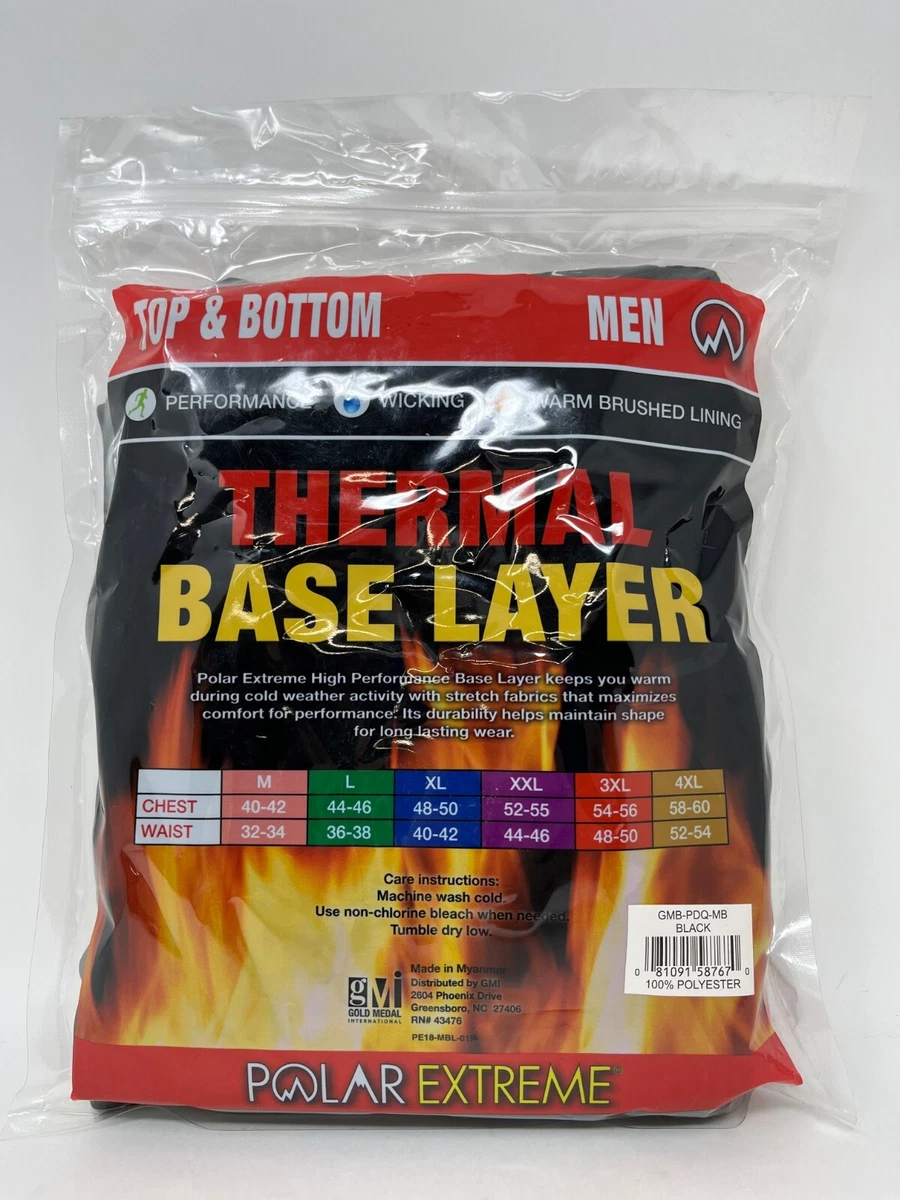 TOP & BOTTOM MEN
PERFORMANCE WICKING WARM BRUSHED LINING
THERMAL
BASE LAYER
Polar Extreme High Performance Base Layer keeps you warm
during cold weather activity with stretch fabrics that maximizes
comfort for performance. Its durability helps maintain shape
for long lasting wear.
M L XL XXL 3XL 4XL
CHEST 40-42 44-46 48-50 52-55 54-56 58-60
WAIST 32-34 36-38 40-42 44-46 48-50 52-54
Care instructions:
Machine wash cold.
Use non-chlorine bleach when needed.
Tumble dry low.
GMB-PDQ-MB
BLACK
0 81091 58767 0
100% POLYESTER
gMi
GOLD MEDAL
INTERNATIONAL
Made in Myanmar
Distributed by GMI
2604 Phoenix Drive
Greensboro, NC 27406
RN# 43476
POLAR EXTREME®